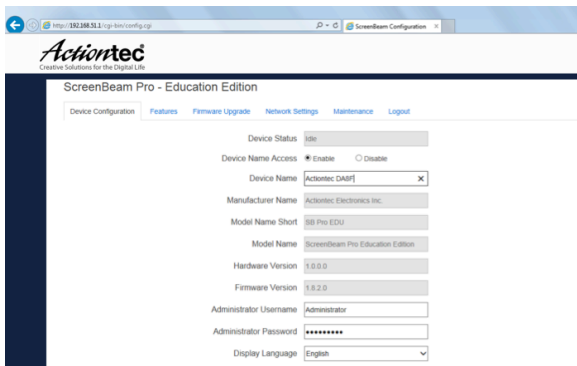 http://192.168.51.1/cgi-bin/config.cgi
ScreenBeam Configuration
Actiontec
Creative Solutions for the Digital Life
ScreenBeam Pro - Education Edition
Device Configuration Features Firmware Upgrade Network Settings Maintenance Logout
Device Status Idle
Device Name Access Enable Disable
Device Name Actiontec DA8F
Manufacturer Name Actiontec Electronics Inc.
Model Name Short SB Pro EDU
Model Name ScreenBeam Pro Education Edition
Hardware Version 1.0.0.0
Firmware Version 1.8.2.0
Administrator Username Administrator
Administrator Password •••••••••
Display Language English